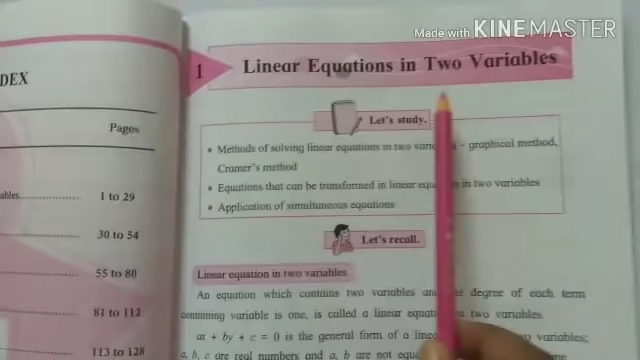 Made with KINEMASTER
DEX
Pages
ables 1 to 29
30 to 54
55 to 80
81 to 112
113 to 128
1 Linear Equations in Two Variables
Let's study.
• Methods of solving linear equations in two - graphical method,
Cramer's method
• Equations that can be transformed in linear in two variables
• Application of simultaneous equations
Let's recall.
Linear equation in two variables
An equation which contains two variables and degree of each term
containing variable is one, is called a linear in two variables.
ax + by + c = 0 is the general form of a variables;
a, b, c are real numbers and a, b are not